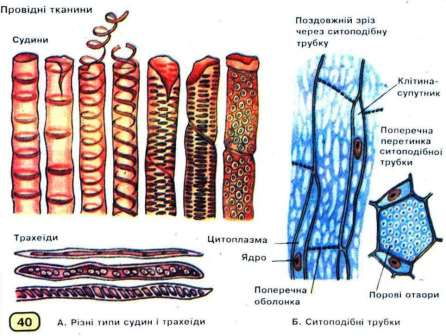 Провідні тканини
Судини
Трахеїди
40
А. Різні типи судин і трахеїди
Поздовжній зріз
через ситоподібну
трубку
Клітина-
супутник
Поперечна
перетинка
ситоподібної
трубки
Цитоплазма
Ядро
Поперечна
оболонка
Порові отвори
Б. Ситоподібні трубки